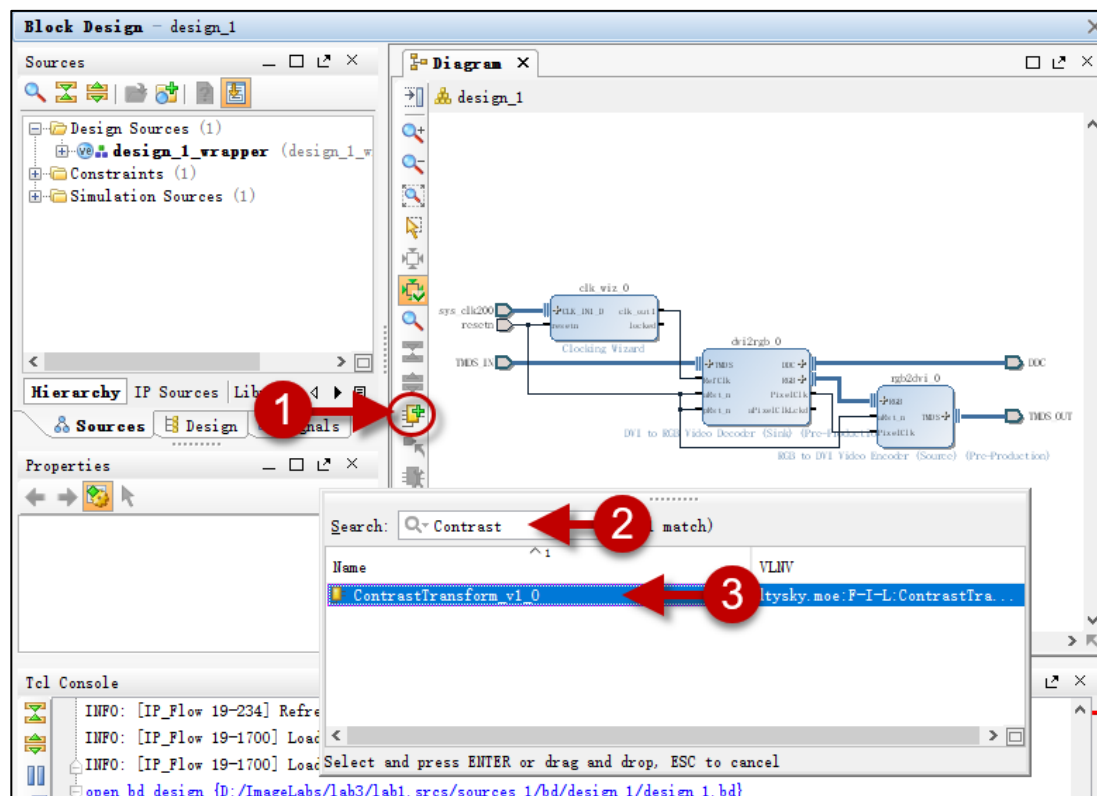 Block Design - design_1
Sources
Design Sources (1)
design_1_wrapper (design_1_w
Constraints (1)
Simulation Sources (1)
Hierarchy IP Sources
Sources Design
1
Properties
Diagram
design_1
clk_wiz_0
sys_clk200
resetn
CLK_IN1_D clk_out1
resetn locked
Clocking Wizard
TMDS_IN
dvi2rgb_0
TMDS DDC
RefClk RGB
aRst_n PixelClk
pRst_n aPixelClkLckd
DVI to RGB Video Decoder (Sink) (Pre-Production)
DDC
rgb2dvi_0
RGB
aRst_n TMDS
PixelClk
TMDS_OUT
RGB to DVI Video Encoder (Source) (Pre-Production)
Search: Contrast 2 match)
1
Name VLNV
ContrastTransform_v1_0 3 ltysky.moe:F-I-L:ContrastTra...
Select and press ENTER or drag and drop, ESC to cancel
Tcl Console
INFO: [IP_Flow 19-234] Refre
INFO: [IP_Flow 19-1700] Load
INFO: [IP_Flow 19-1700] Load
open_bd_design {D:/ImageLabs/lab3/lab1.srcs/sources_1/bd/design_1/design_1.bd}